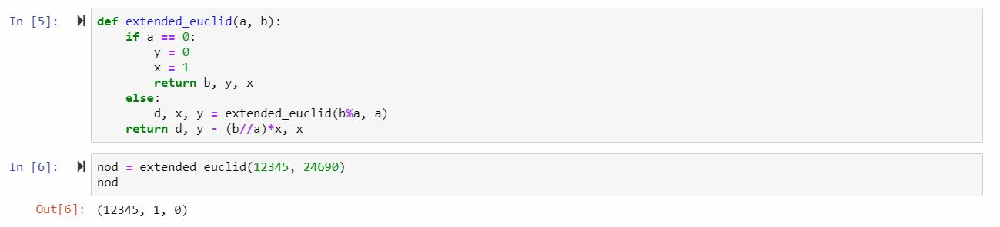 In [5]: def extended_euclid(a, b):
    if a == 0:
        y = 0
        x = 1
        return b, y, x
    else:
        d, x, y = extended_euclid(b%a, a)
    return d, y - (b//a)*x, x
In [6]: nod = extended_euclid(12345, 24690)
nod
Out[6]: (12345, 1, 0)